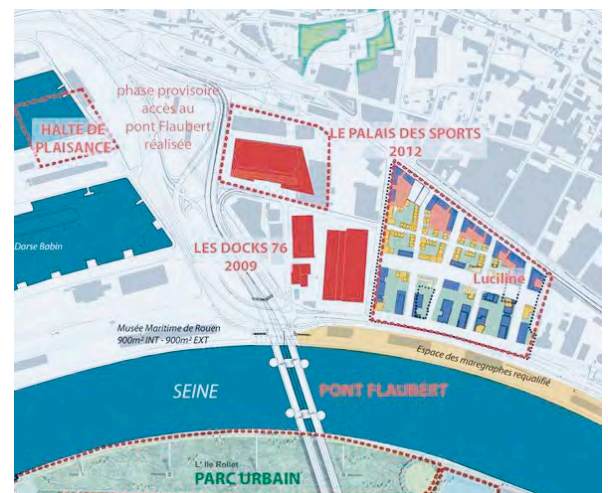 phase provisoire
accès au
pont Flaubert
réalisée
HALTE DE
PLAISANCE
LE PALAIS DES SPORTS
2012
Darse Babin
LES DOCKS 76
2009
Luciline
Musée Maritime de Rouen
900m² INT - 900m² EXT
Espace des maregraphes requalifié
SEINE
PONT FLAUBERT
L' Ile Rollet
PARC URBAIN